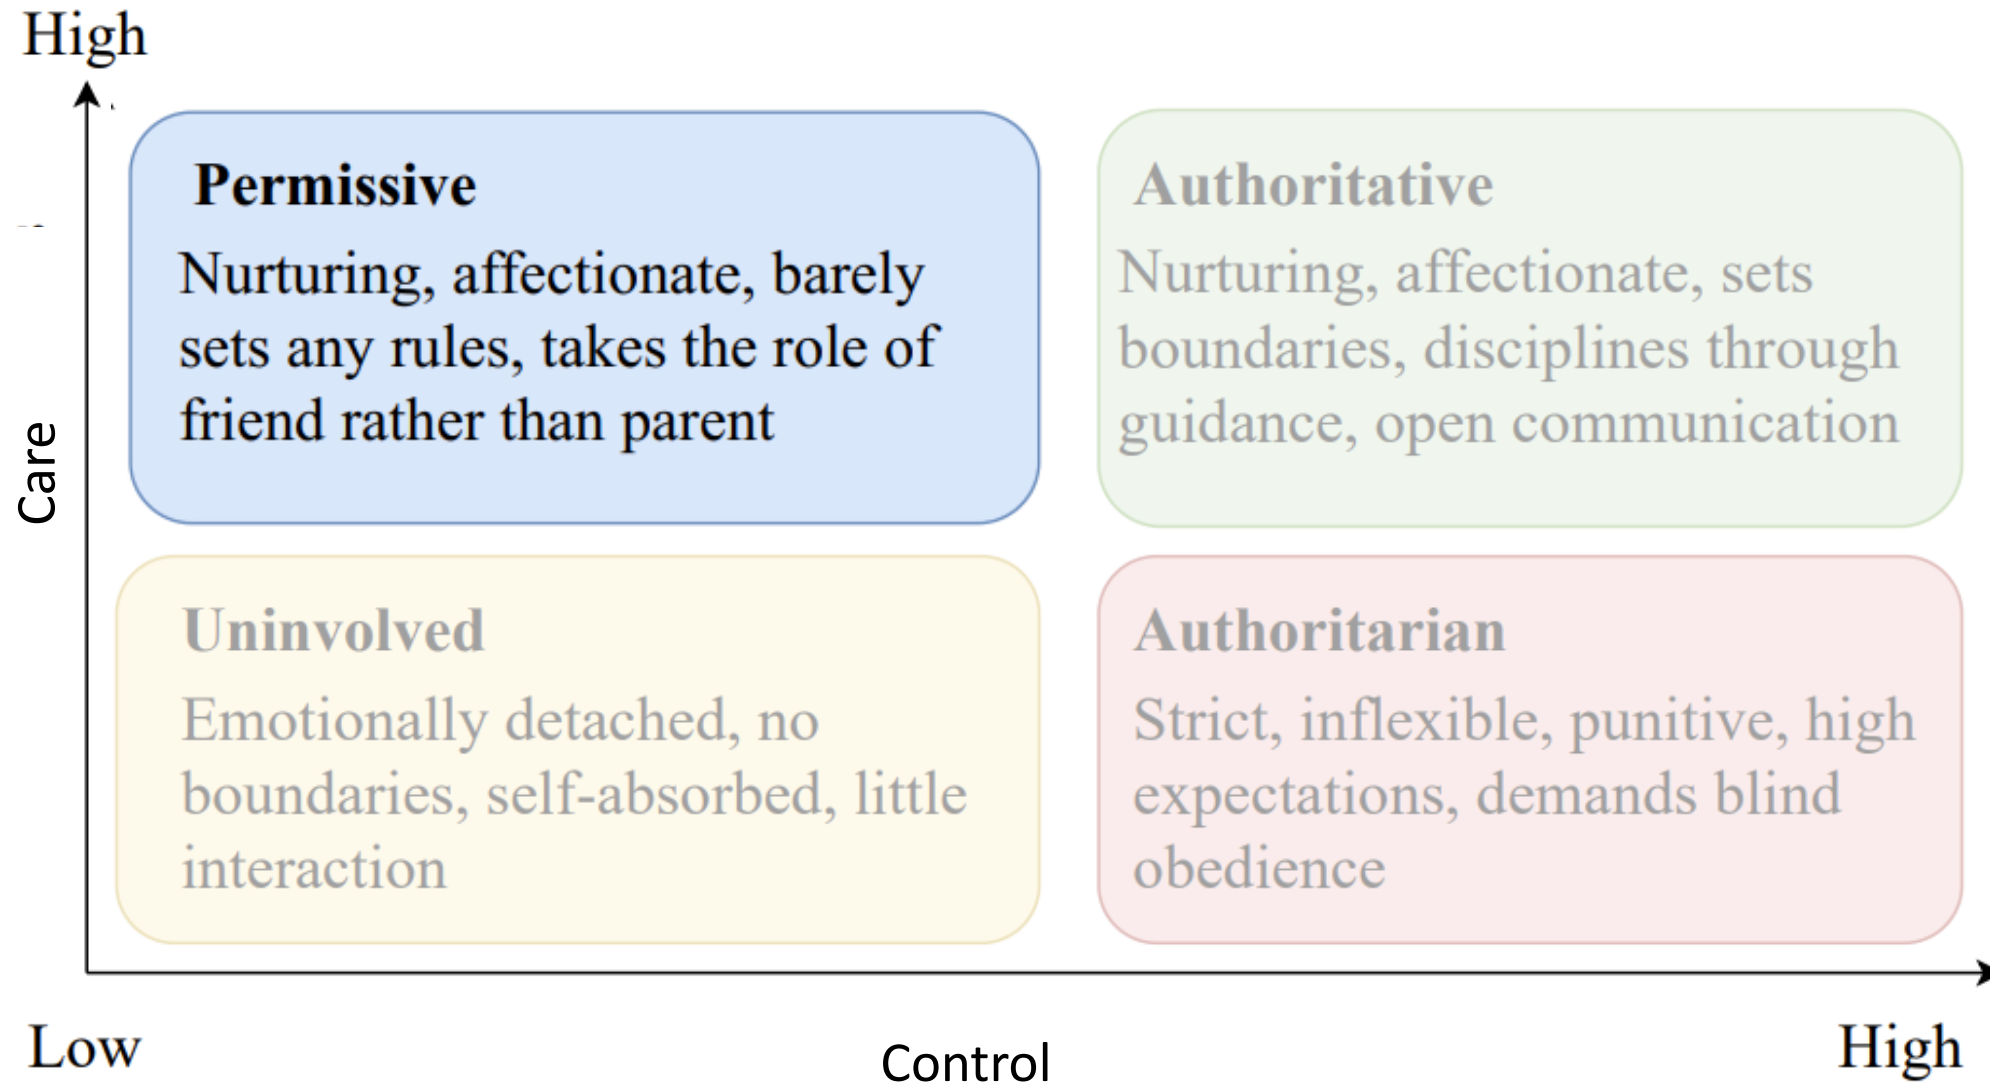 High
Permissive
Nurturing, affectionate, barely
sets any rules, takes the role of
friend rather than parent
Authoritative
Nurturing, affectionate, sets
boundaries, disciplines through
guidance, open communication
Care
Uninvolved
Emotionally detached, no
boundaries, self-absorbed, little
interaction
Authoritarian
Strict, inflexible, punitive, high
expectations, demands blind
obedience
Low
Control
High